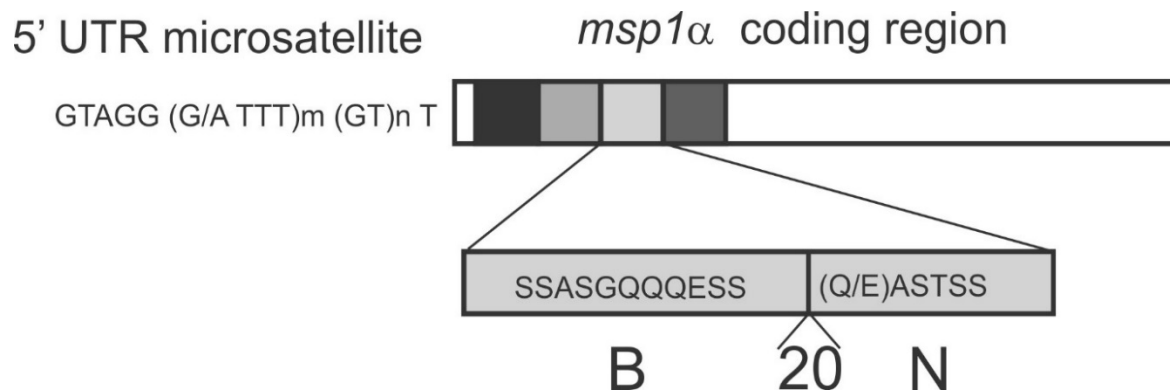 5’ UTR microsatellite
msp1α coding region
GTAGG (G/A TTT)m (GT)n T
SSASGQQQESS
(Q/E)ASTSS
B
20
N